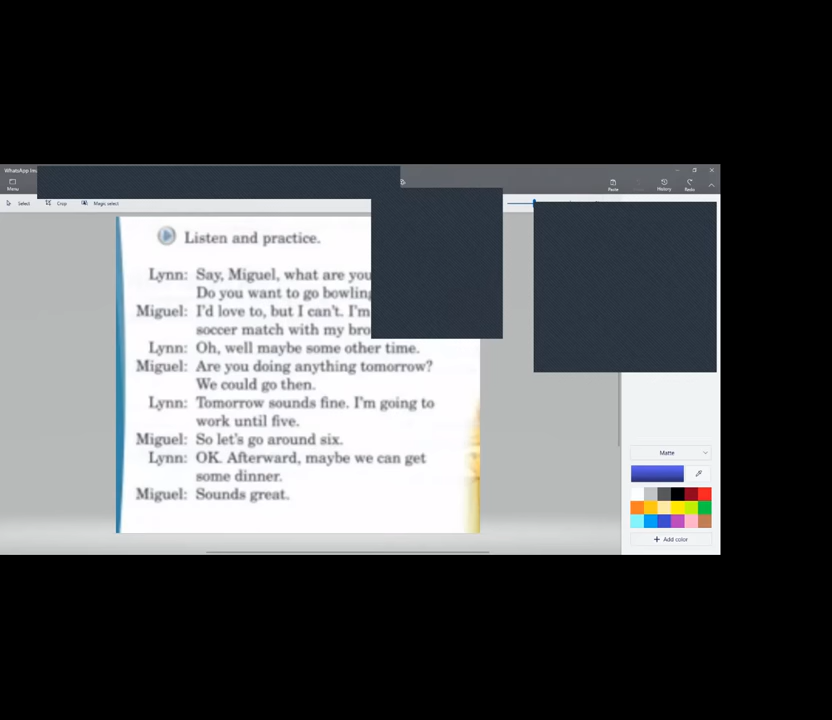 WhatsApp
Menu
Paste
History
Redo
Select
Crop
Magic select
Listen and practice.
Lynn: Say, Miguel, what are you
Do you want to go bowling
Miguel: I'd love to, but I can't. I'm
soccer match with my bro
Lynn: Oh, well maybe some other time.
Miguel: Are you doing anything tomorrow?
We could go then.
Lynn: Tomorrow sounds fine. I'm going to
work until five.
Miguel: So let's go around six.
Lynn: OK. Afterward, maybe we can get
some dinner.
Miguel: Sounds great.
Matte
Add color